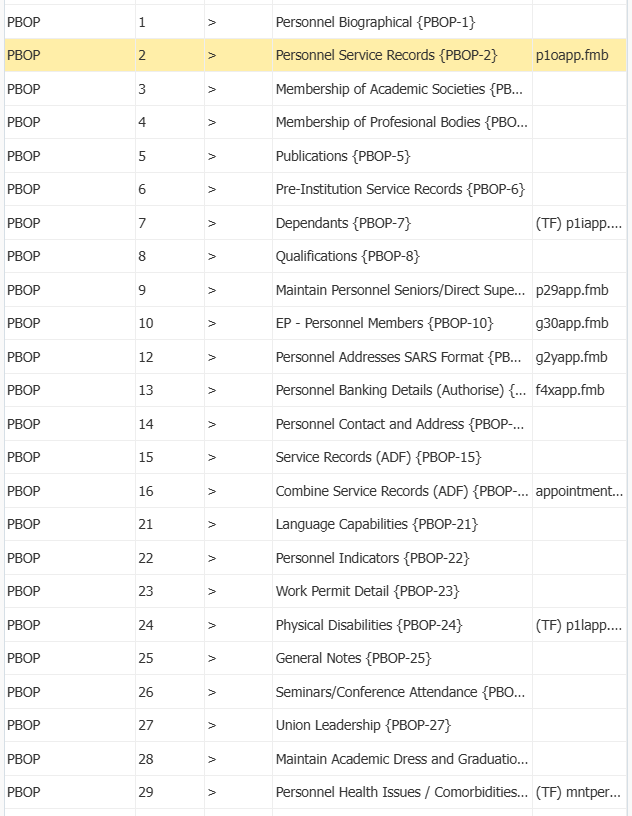 PBOP 1 > Personnel Biographical {PBOP-1}
PBOP 2 > Personnel Service Records {PBOP-2} p1oapp.fmb
PBOP 3 > Membership of Academic Societies {PB...
PBOP 4 > Membership of Profesional Bodies {PBO...
PBOP 5 > Publications {PBOP-5}
PBOP 6 > Pre-Institution Service Records {PBOP-6}
PBOP 7 > Dependants {PBOP-7} (TF) p1iapp....
PBOP 8 > Qualifications {PBOP-8}
PBOP 9 > Maintain Personnel Seniors/Direct Supe... p29app.fmb
PBOP 10 > EP - Personnel Members {PBOP-10} g30app.fmb
PBOP 12 > Personnel Addresses SARS Format {PB... g2yapp.fmb
PBOP 13 > Personnel Banking Details (Authorise) {... f4xapp.fmb
PBOP 14 > Personnel Contact and Address {PBOP-...
PBOP 15 > Service Records (ADF) {PBOP-15}
PBOP 16 > Combine Service Records (ADF) {PBOP-... appointment...
PBOP 21 > Language Capabilities {PBOP-21}
PBOP 22 > Personnel Indicators {PBOP-22}
PBOP 23 > Work Permit Detail {PBOP-23}
PBOP 24 > Physical Disabilities {PBOP-24} (TF) p1lapp....
PBOP 25 > General Notes {PBOP-25}
PBOP 26 > Seminars/Conference Attendance {PBO...
PBOP 27 > Union Leadership {PBOP-27}
PBOP 28 > Maintain Academic Dress and Graduatio...
PBOP 29 > Personnel Health Issues / Comorbidities... (TF) mntper...